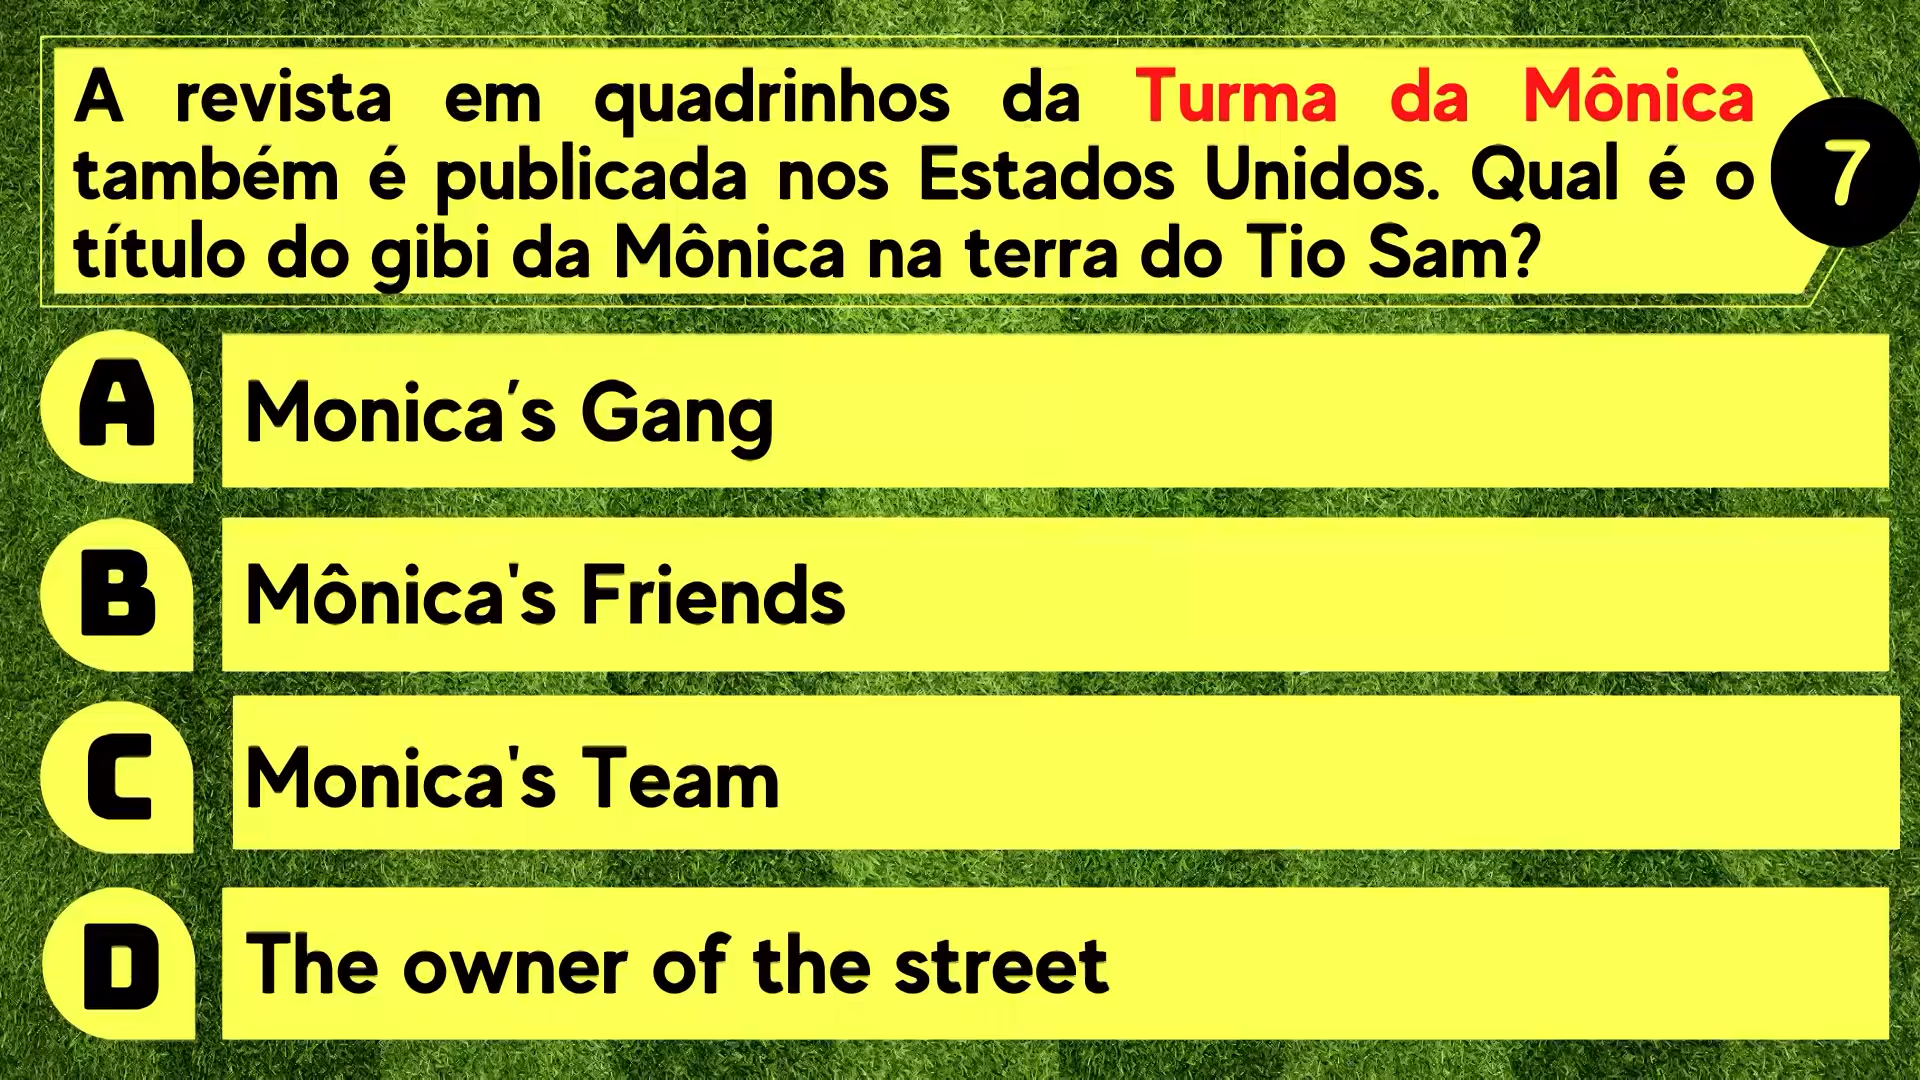 A revista em quadrinhos da Turma da Mônica
também é publicada nos Estados Unidos. Qual é o
título do gibi da Mônica na terra do Tio Sam?
7
A
Monica's Gang
B
Mônica's Friends
C
Monica's Team
D
The owner of the street